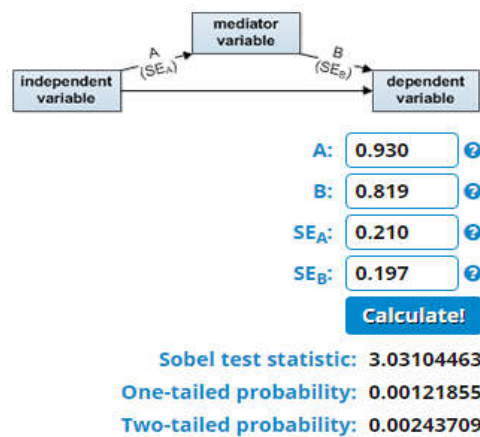 mediator
variable
A
(SEA)
B
(SEB)
independent
variable
dependent
variable
A: 0.930 ?
B: 0.819 ?
SEA: 0.210 ?
SEB: 0.197 ?
Calculate!
Sobel test statistic: 3.03104463
One-tailed probability: 0.00121855
Two-tailed probability: 0.00243709